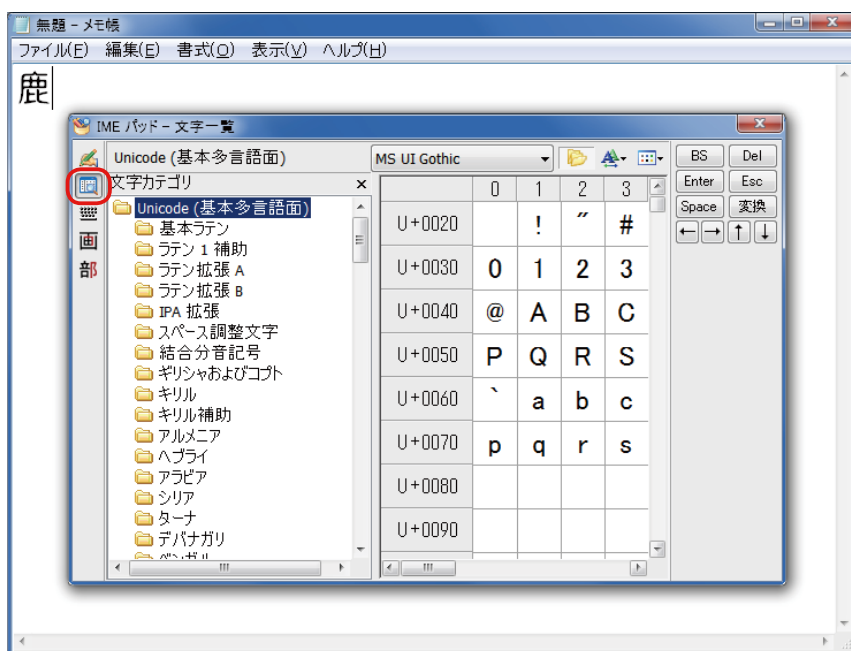 無題 - メモ帳
ファイル(F) 編集(E) 書式(O) 表示(V) ヘルプ(H)
鹿
IME パッド - 文字一覧
Unicode (基本多言語面) MS UI Gothic BS Del
文字カテゴリ x 0 1 2 3 Enter Esc
Unicode (基本多言語面) Space 変換
基本ラテン U+0020 ! ″ # ← → ↑ ↓
ラテン 1 補助
ラテン拡張 A U+0030 0 1 2 3
ラテン拡張 B
IPA 拡張 U+0040 @ A B C
スペース調整文字
結合分音記号 U+0050 P Q R S
ギリシャおよびコプト
キリル U+0060 ` a b c
キリル補助
アルメニア U+0070 p q r s
ヘブライ
アラビア U+0080
シリア
ターナ U+0090
デバナガリ
ベンガル
画
部